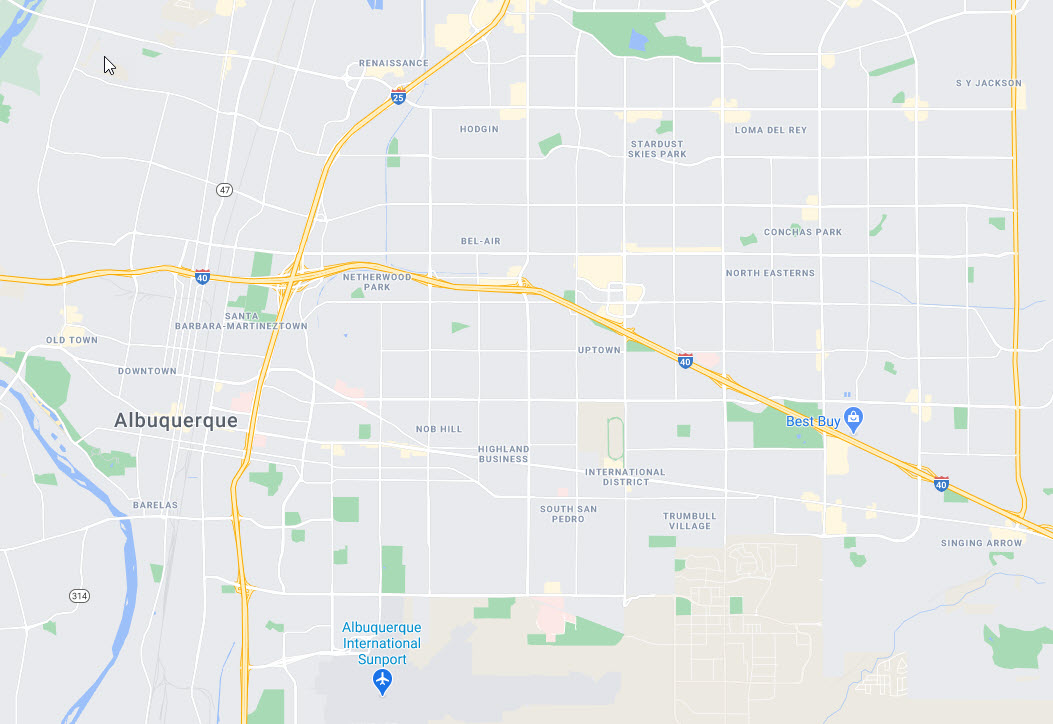 RENAISSANCE
S Y JACKSON
25
HODGIN
LOMA DEL REY
STARDUST
SKIES PARK
47
CONCHAS PARK
BEL-AIR
40
NETHERWOOD
PARK
NORTH EASTERNS
SANTA
BARBARA-MARTINEZTOWN
OLD TOWN
UPTOWN
40
DOWNTOWN
Albuquerque
Best Buy
NOB HILL
HIGHLAND
BUSINESS
INTERNATIONAL
DISTRICT
40
BARELAS
SOUTH SAN
PEDRO
TRUMBULL
VILLAGE
SINGING ARROW
314
Albuquerque
International
Sunport